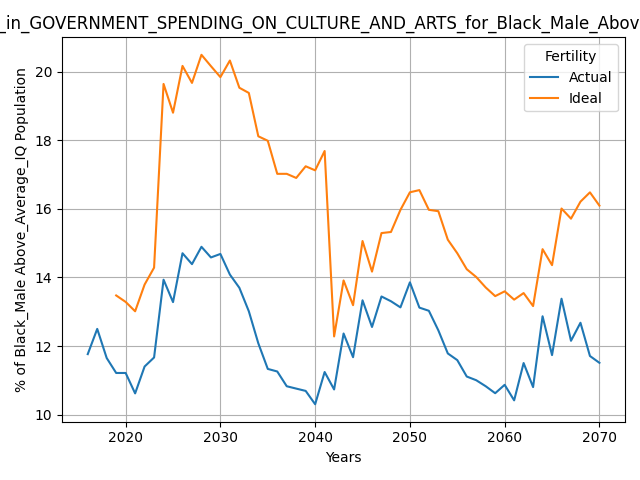 _in_GOVERNMENT_SPENDING_ON_CULTURE_AND_ARTS_for_Black_Male_Abov
% of Black_Male Above_Average_IQ Population
20
18
16
14
12
10
Fertility
Actual
Ideal
2020 2030 2040 2050 2060 2070
Years